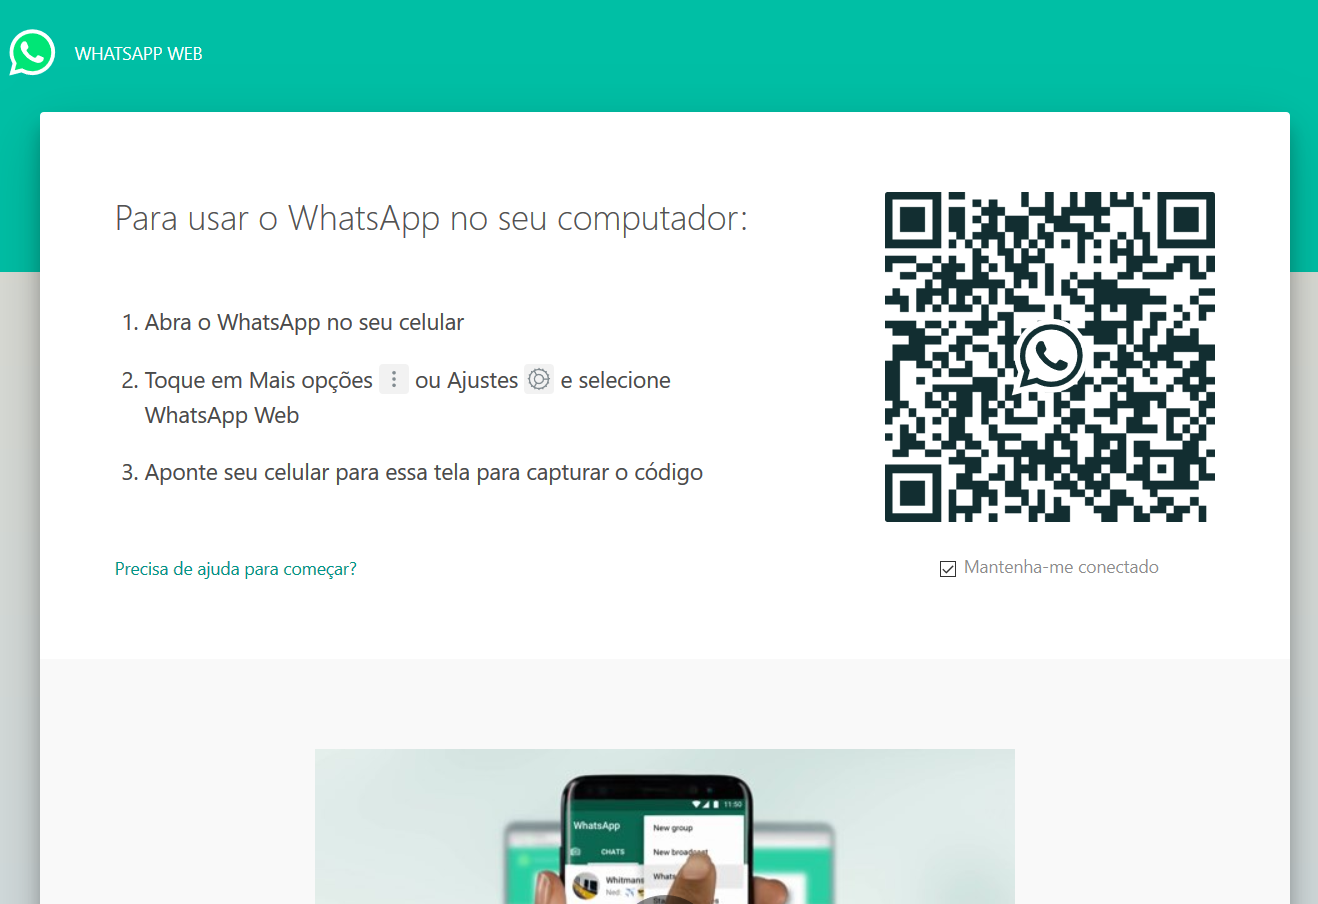 WHATSAPP WEB
Para usar o WhatsApp no seu computador:
1. Abra o WhatsApp no seu celular
2. Toque em Mais opções ou Ajustes e selecione
WhatsApp Web
3. Aponte seu celular para essa tela para capturar o código
Precisa de ajuda para começar?
Mantenha-me conectado
11:50
WhatsApp
New group
CHATS
New broadcast
Whats
Whitmans
Ned: